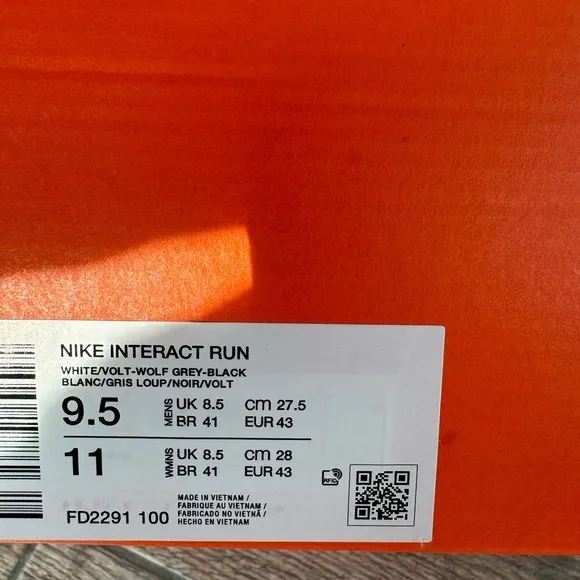 NIKE INTERACT RUN
WHITE/VOLT-WOLF GREY-BLACK
BLANC/GRIS LOUP/NOIR/VOLT
9.5 MENS UK 8.5 cm 27.5
BR 41 EUR 43
11 WMNS UK 8.5 cm 28
BR 41 EUR 43
RFID
MADE IN VIETNAM /
FABRIQUE AU VIETNAM /
FABRICADO NO VIETNÃ /
HECHO EN VIETNAM
FD2291 100